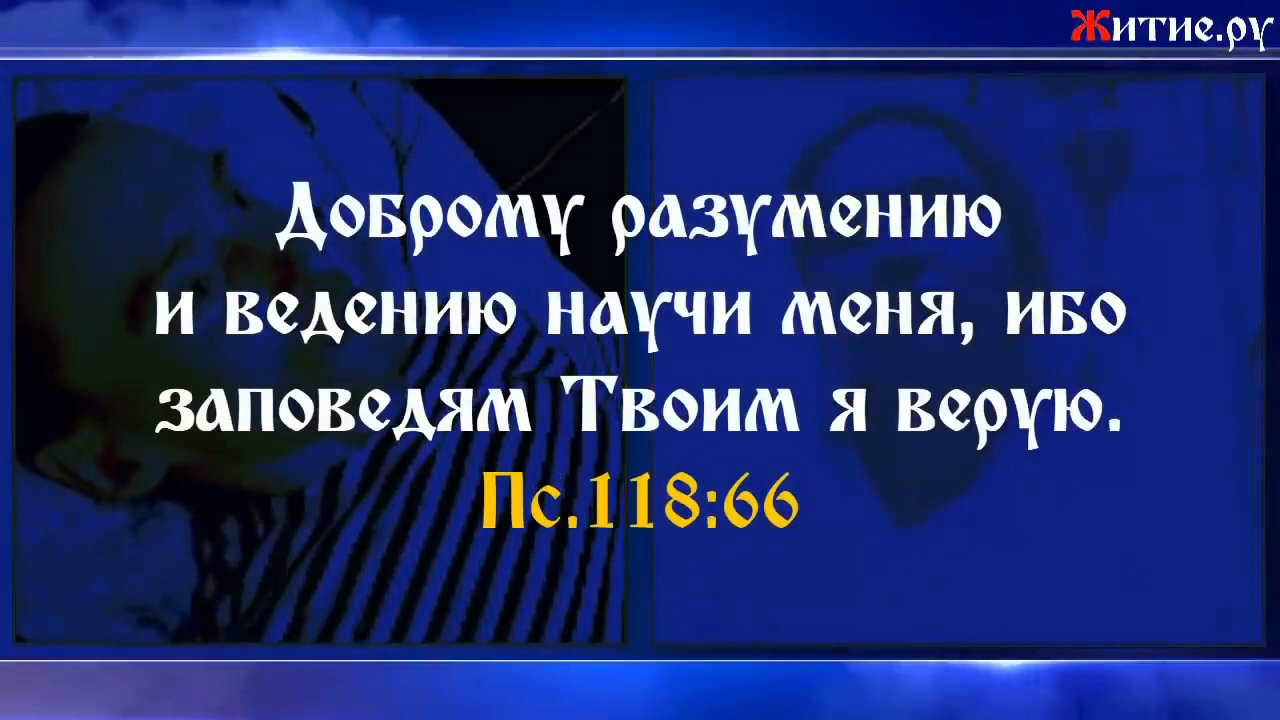 Житие.ру
Доброму разумению
и ведению научи меня, ибо
заповедям Твоим я верую.
Пс.118:66